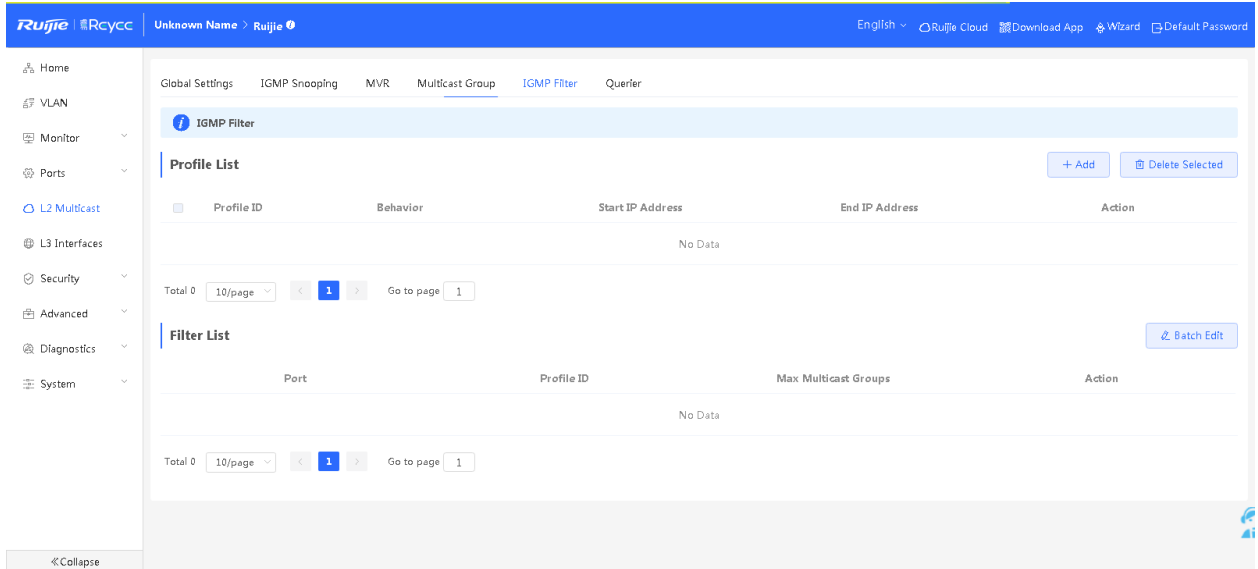 Ruijie Rcycc Unknown Name > Ruijie English Ruijie Cloud Download App Wizard Default Password
Home
VLAN
Monitor
Ports
L2 Multicast
L3 Interfaces
Security
Advanced
Diagnostics
System
Collapse
Global Settings IGMP Snooping MVR Multicast Group IGMP Filter Querier
IGMP Filter
Profile List + Add Delete Selected
Profile ID Behavior Start IP Address End IP Address Action
No Data
Total 0 10/page < 1 > Go to page 1
Filter List Batch Edit
Port Profile ID Max Multicast Groups Action
No Data
Total 0 10/page < 1 > Go to page 1